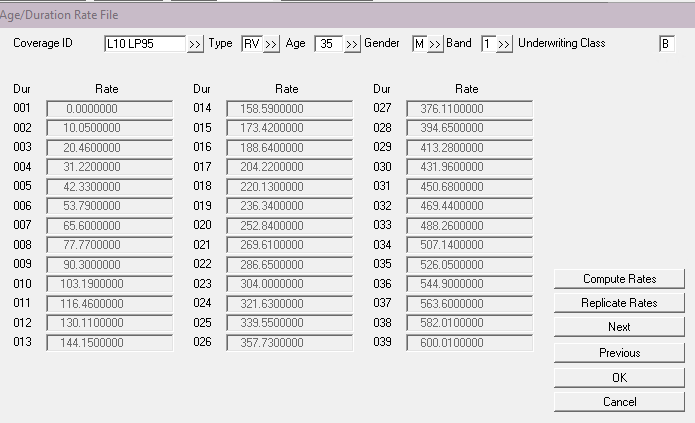 Age/Duration Rate File
Coverage ID L10 LP95 >> Type RV >> Age 35 >> Gender M >> Band 1 >> Underwriting Class B
Dur Rate Dur Rate Dur Rate
001 0.0000000 014 158.5900000 027 376.1100000
002 10.0500000 015 173.4200000 028 394.6500000
003 20.4600000 016 188.6400000 029 413.2800000
004 31.2200000 017 204.2200000 030 431.9600000
005 42.3300000 018 220.1300000 031 450.6800000
006 53.7900000 019 236.3400000 032 469.4400000
007 65.6000000 020 252.8400000 033 488.2600000
008 77.7700000 021 269.6100000 034 507.1400000
009 90.3000000 022 286.6500000 035 526.0500000
010 103.1900000 023 304.0000000 036 544.9000000
011 116.4600000 024 321.6300000 037 563.6000000
012 130.1100000 025 339.5500000 038 582.0100000
013 144.1500000 026 357.7300000 039 600.0100000
Compute Rates
Replicate Rates
Next
Previous
OK
Cancel